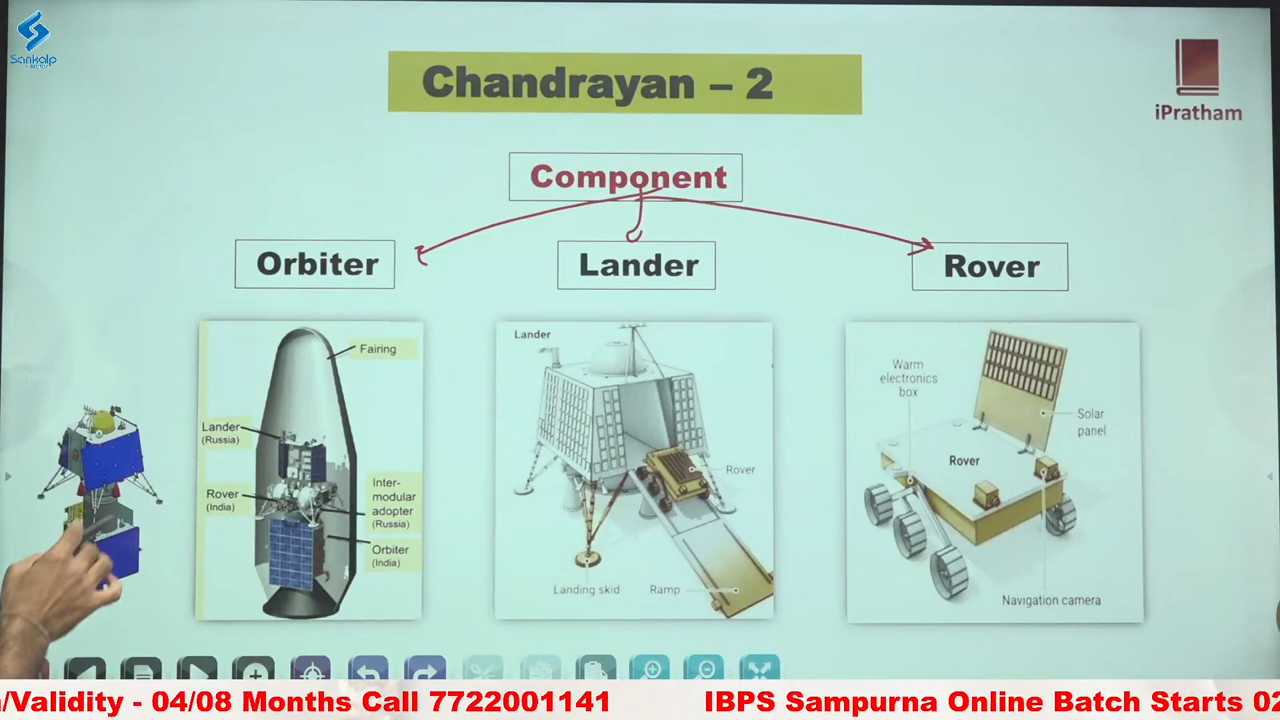 Sankalp
Chandrayan – 2
iPratham
Component
Orbiter
Lander
Rover
Fairing
Lander
(Russia)
Rover
(India)
Inter-
modular
adopter
(Russia)
Orbiter
(India)
Lander
Rover
Landing skid
Ramp
Warm
electronics
box
Solar
panel
Rover
Navigation camera
/Validity - 04/08 Months Call 7722001141
IBPS Sampurna Online Batch Starts 02